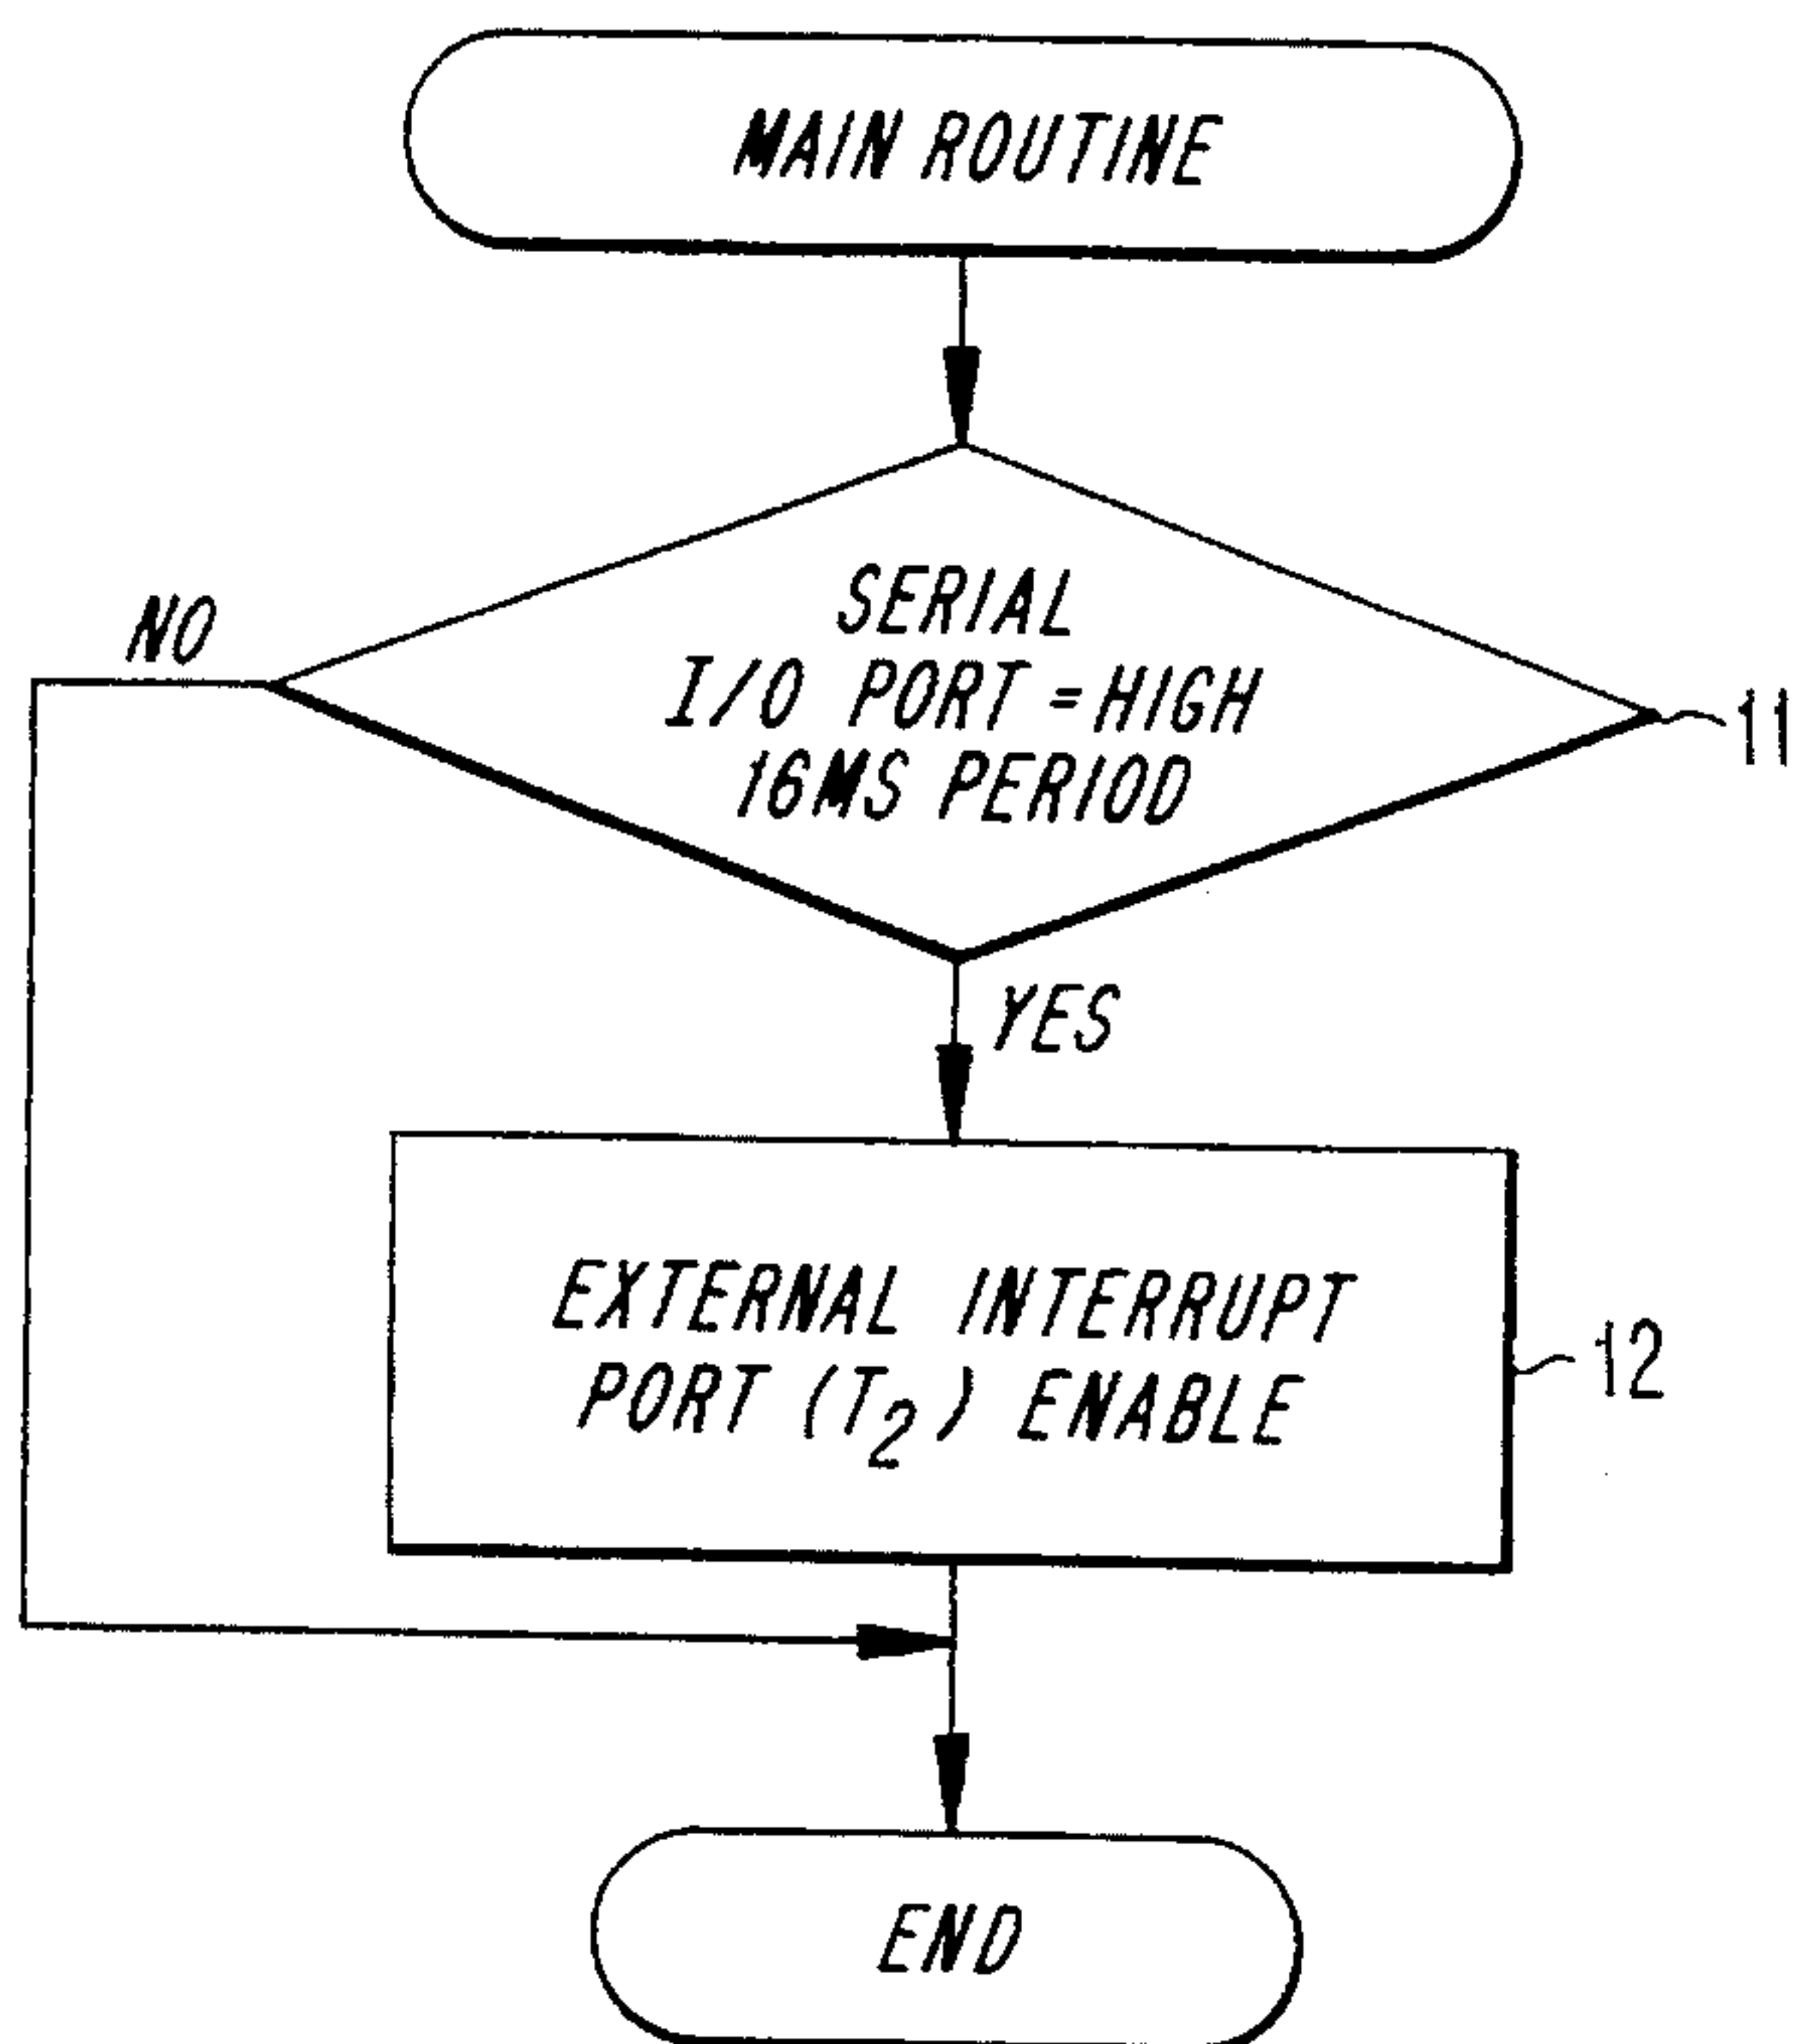 MAIN ROUTINE
SERIAL
I/O PORT = HIGH
16MS PERIOD
NO
11
YES
EXTERNAL INTERRUPT
PORT (T2) ENABLE
12
END